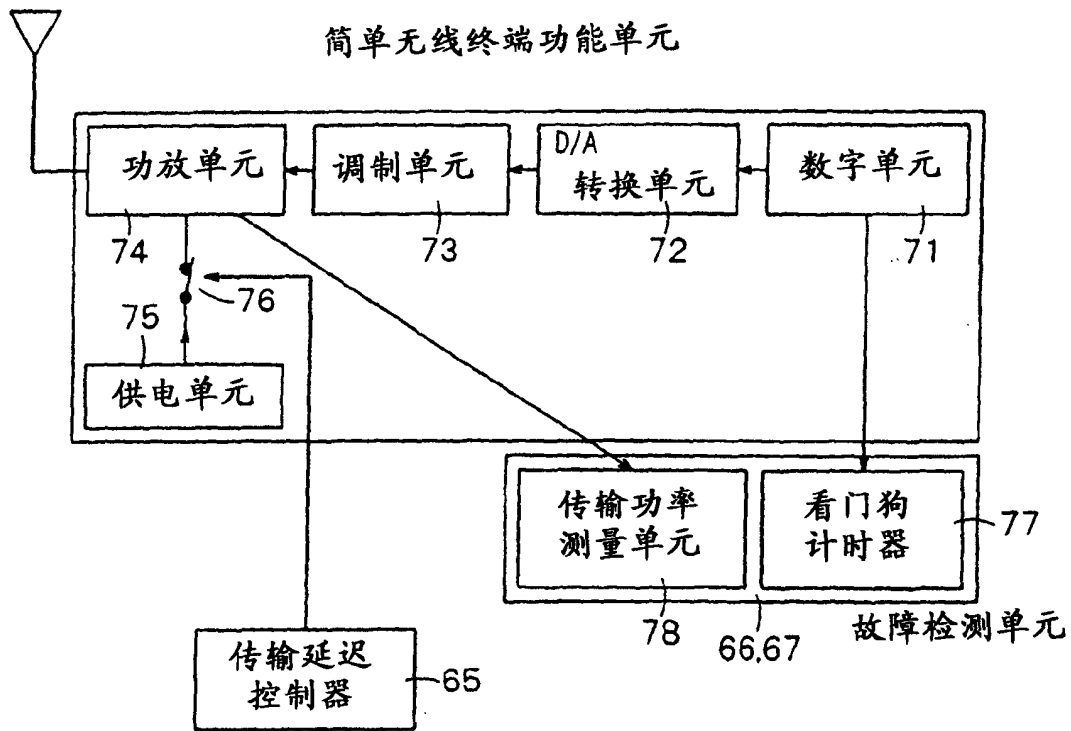 简单无线终端功能单元
功放单元
调制单元
D/A
转换单元
数字单元
74
73
72
71
76
75
供电单元
传输功率
测量单元
看门狗
计时器
77
78
66,67
故障检测单元
传输延迟
控制器
65